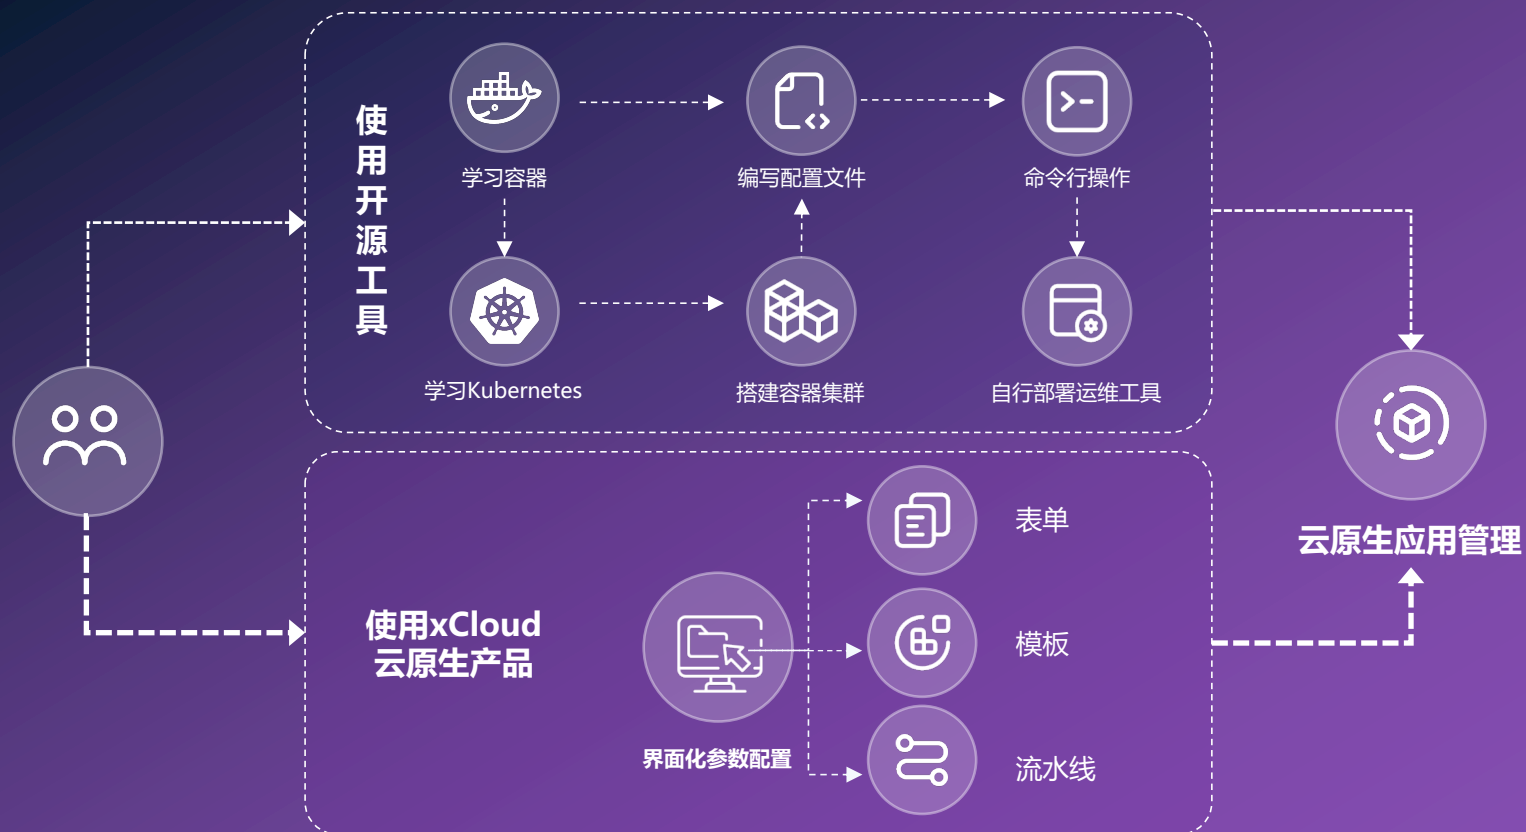 使用开源工具
学习容器
编写配置文件
命令行操作
学习Kubernetes
搭建容器集群
自行部署运维工具
云原生应用管理
使用xCloud
云原生产品
界面化参数配置
表单
模板
流水线